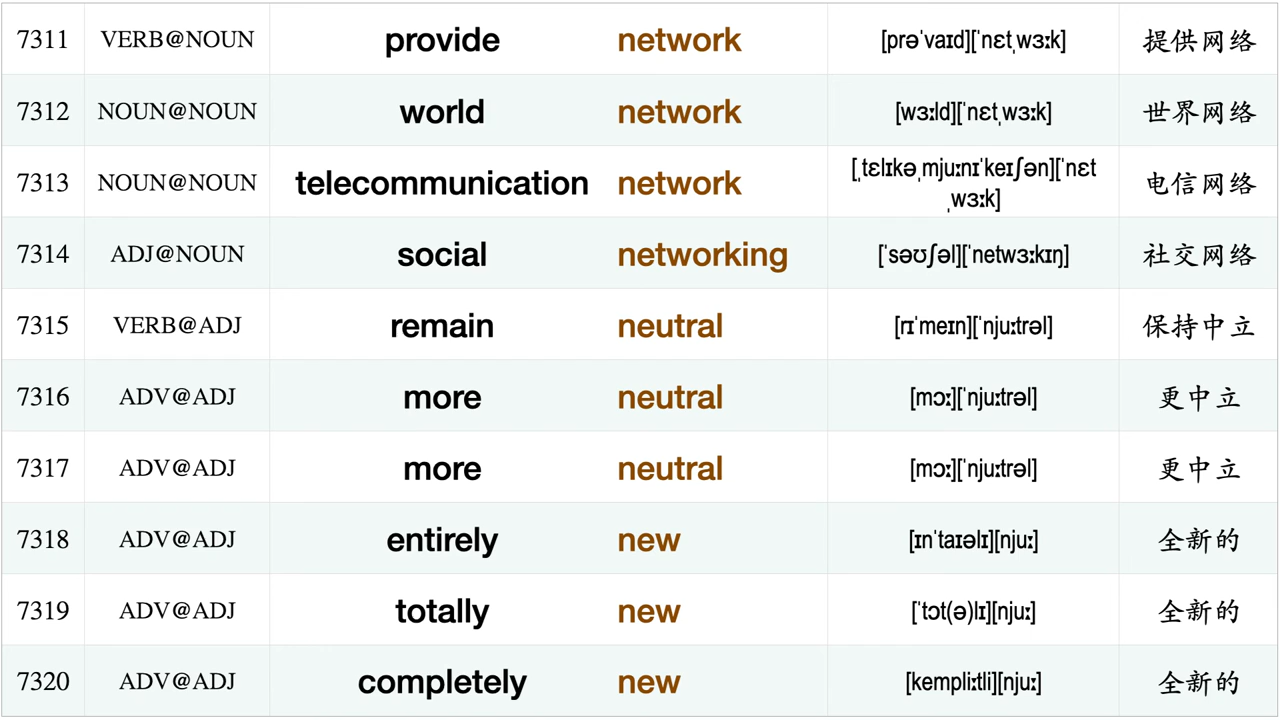 7311 VERB@NOUN provide network [prəˈvaɪd][ˈnɛtˌwɜːk] 提供网络
7312 NOUN@NOUN world network [wɜːld][ˈnɛtˌwɜːk] 世界网络
7313 NOUN@NOUN telecommunication network [ˌtɛlɪkəˌmjuːnɪˈkeɪʃən][ˈnɛt
ˌwɜːk] 电信网络
7314 ADJ@NOUN social networking [ˈsəʊʃəl][ˈnetwɜːkɪŋ] 社交网络
7315 VERB@ADJ remain neutral [rɪˈmeɪn][ˈnjuːtrəl] 保持中立
7316 ADV@ADJ more neutral [mɔː][ˈnjuːtrəl] 更中立
7317 ADV@ADJ more neutral [mɔː][ˈnjuːtrəl] 更中立
7318 ADV@ADJ entirely new [ɪnˈtaɪəlɪ][njuː] 全新的
7319 ADV@ADJ totally new [ˈtɔt(ə)lɪ][njuː] 全新的
7320 ADV@ADJ completely new [kempliːtli][njuː] 全新的